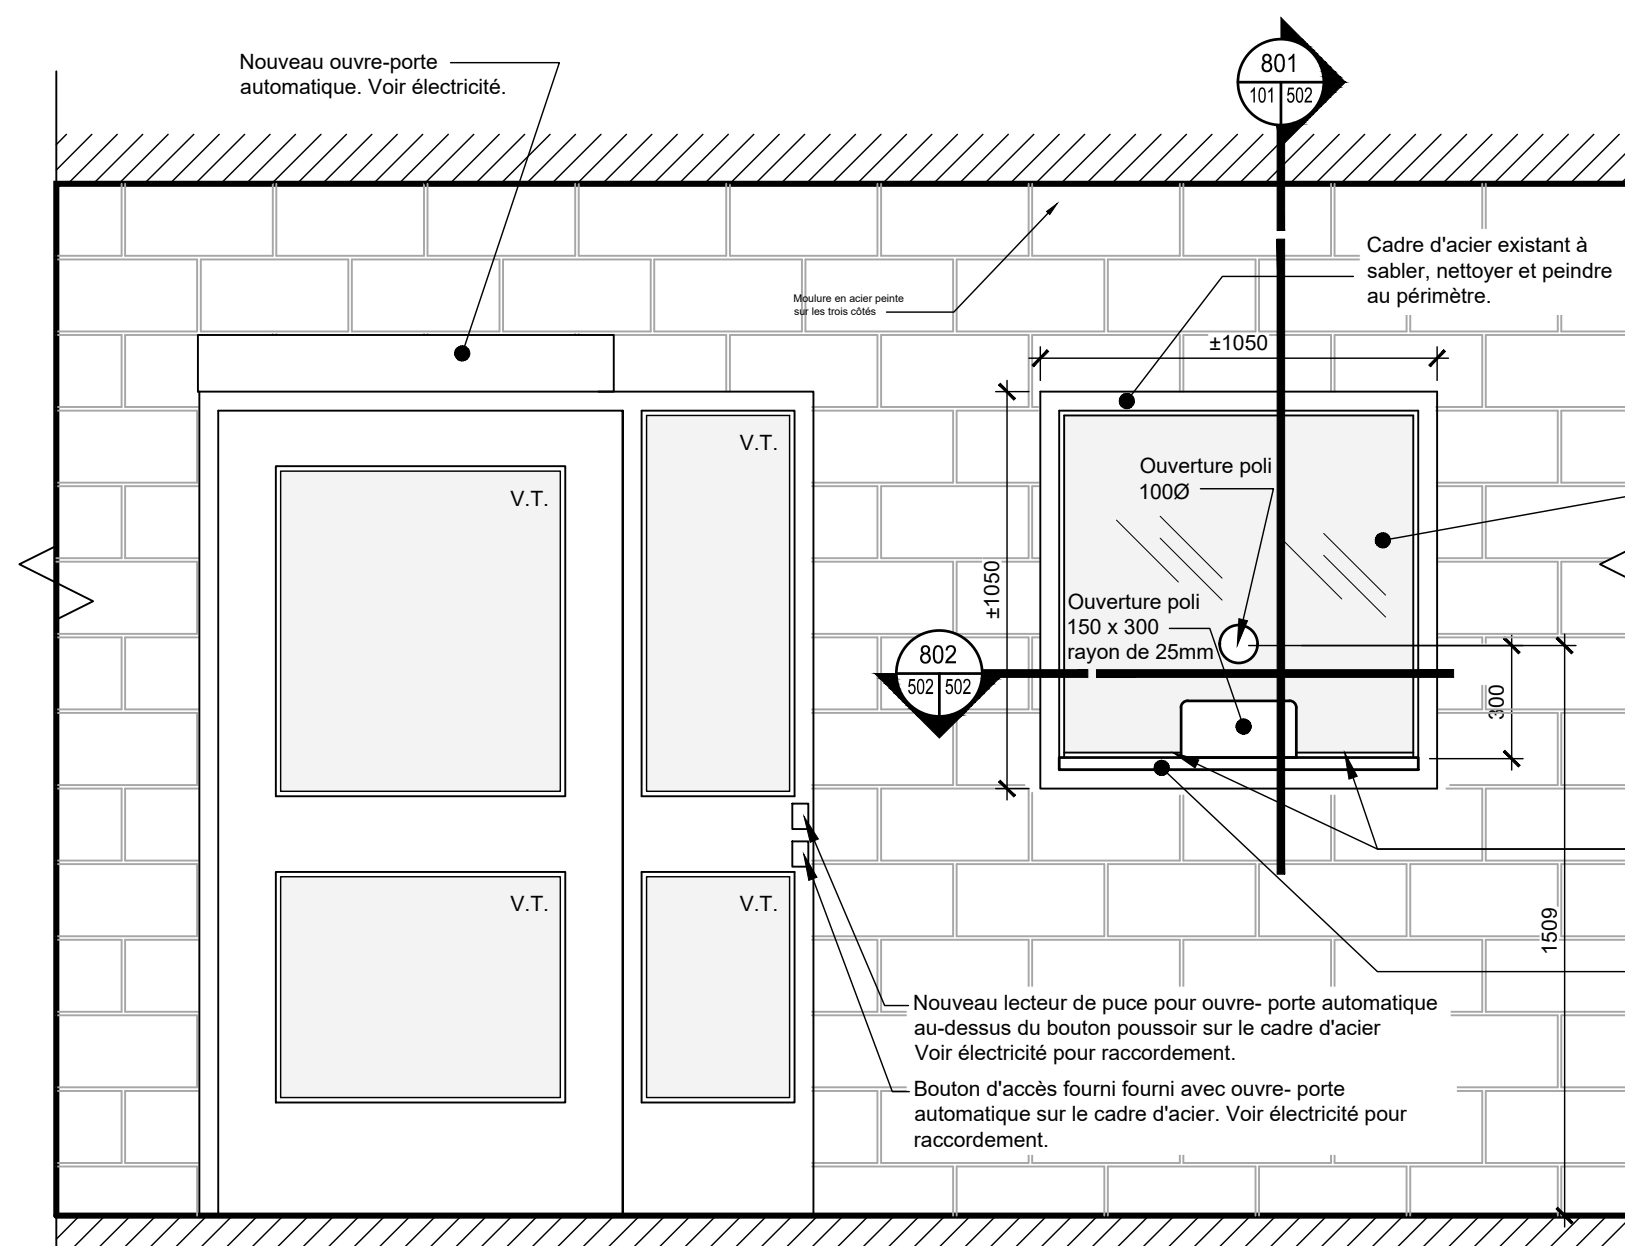 Nouveau ouvre-porte
automatique. Voir électricité.
801
101 502
Cadre d'acier existant à
sabler, nettoyer et peindre
au périmètre.
Moulure en acier peinte
sur les trois côtés
±1050
V.T.
V.T.
Ouverture poli
100Ø
±1050
Ouverture poli
150 x 300
rayon de 25mm
802
502 502
300
V.T.
V.T.
1509
Nouveau lecteur de puce pour ouvre- porte automatique
au-dessus du bouton poussoir sur le cadre d'acier
Voir électricité pour raccordement.
Bouton d'accès fourni fourni avec ouvre- porte
automatique sur le cadre d'acier. Voir électricité pour
raccordement.